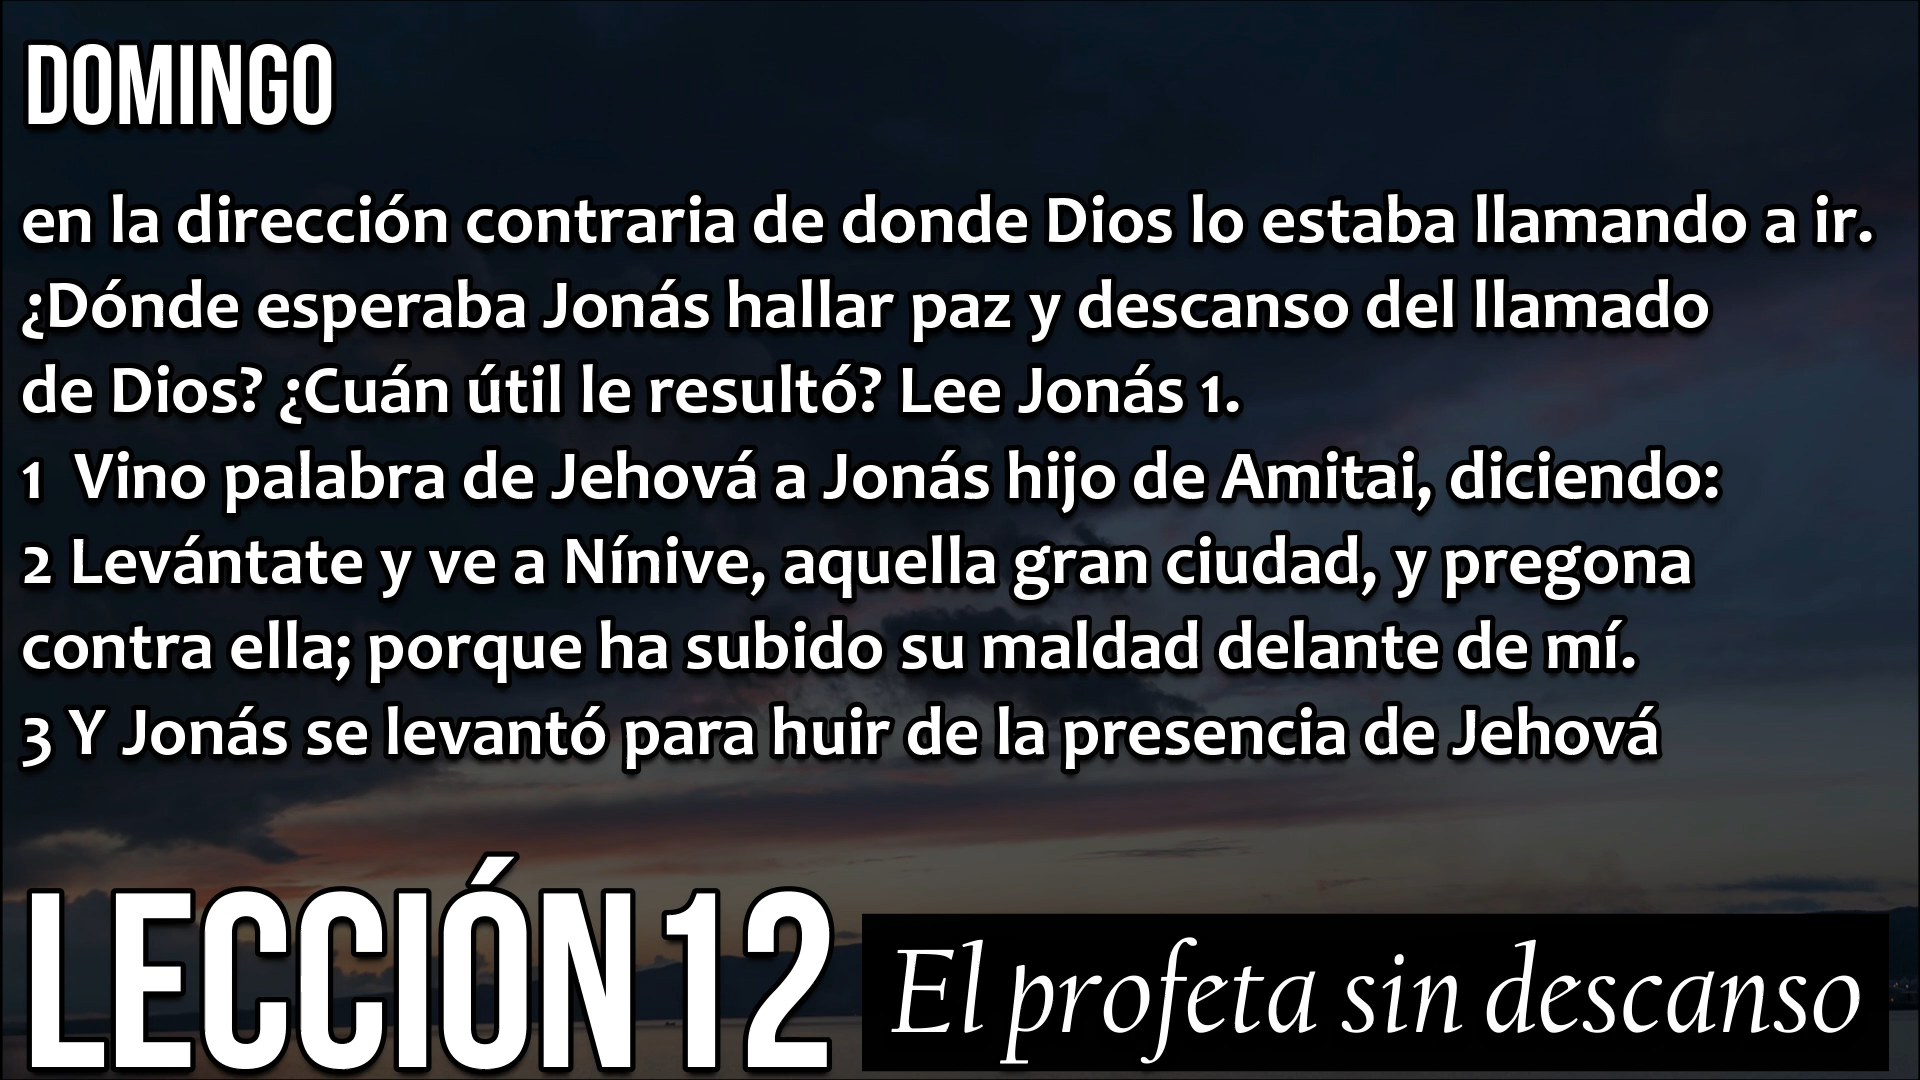 DOMINGO
en la dirección contraria de donde Dios lo estaba llamando a ir.
¿Dónde esperaba Jonás hallar paz y descanso del llamado
de Dios? ¿Cuán útil le resultó? Lee Jonás 1.
1  Vino palabra de Jehová a Jonás hijo de Amitai, diciendo:
2 Levántate y ve a Nínive, aquella gran ciudad, y pregona
contra ella; porque ha subido su maldad delante de mí.
3 Y Jonás se levantó para huir de la presencia de Jehová
LECCIÓN 12
El profeta sin descanso